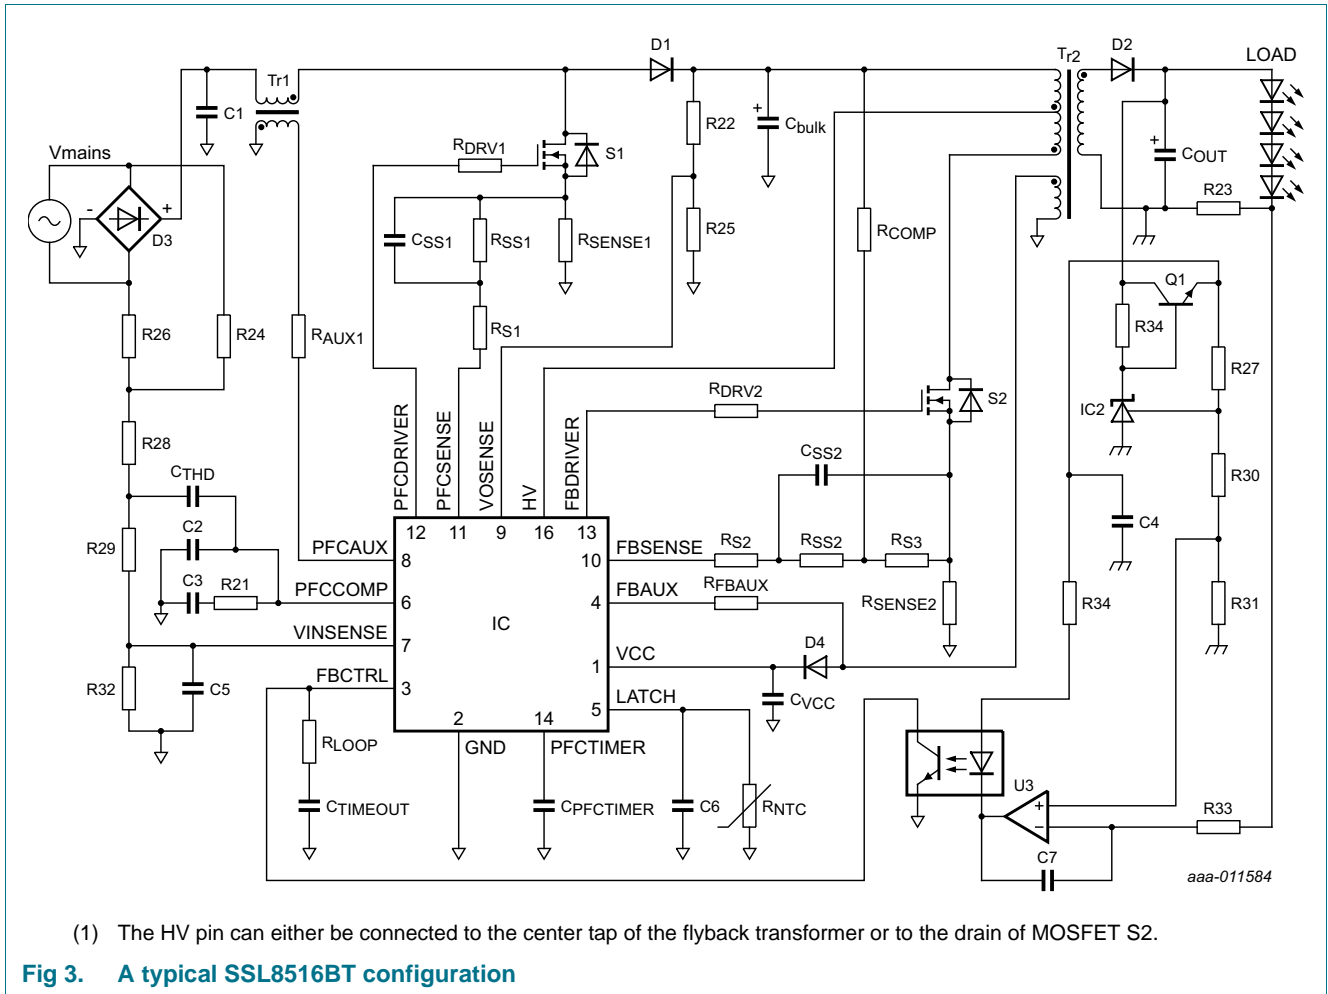 D1
Tr2
D2
LOAD
Tr1
C1
R22
+
Cbulk
RDRV1
S1
+
COUT
Vmains
R23
-
+
D3
CSS1
RSS1
RSENSE1
R25
RCOMP
Q1
R34
R26
R24
RAUX1
RS1
R27
RDRV2
S2
IC2
R28
CTHD
PFCDRIVER
PFCSENSE
VOSENSE
HV
FBDRIVER
CSS2
R30
C4
12
11
9
16
13
R29
C2
PFCAUX
8
10
FBSENSE
RS2
RSS2
RS3
C3
R21
PFCCOMP
6
4
FBAUX
RFBAUX
RSENSE2
R34
R31
IC
VINSENSE
7
1
VCC
D4
R32
C5
FBCTRL
3
5
LATCH
CVCC
2
14
GND
PFCTIMER
RLOOP
CTIMEOUT
CPFCTIMER
C6
RNTC
U3
+
−
R33
C7
aaa-011584
(1) The HV pin can either be connected to the center tap of the flyback transformer or to the drain of MOSFET S2.
Fig 3. A typical SSL8516BT configuration